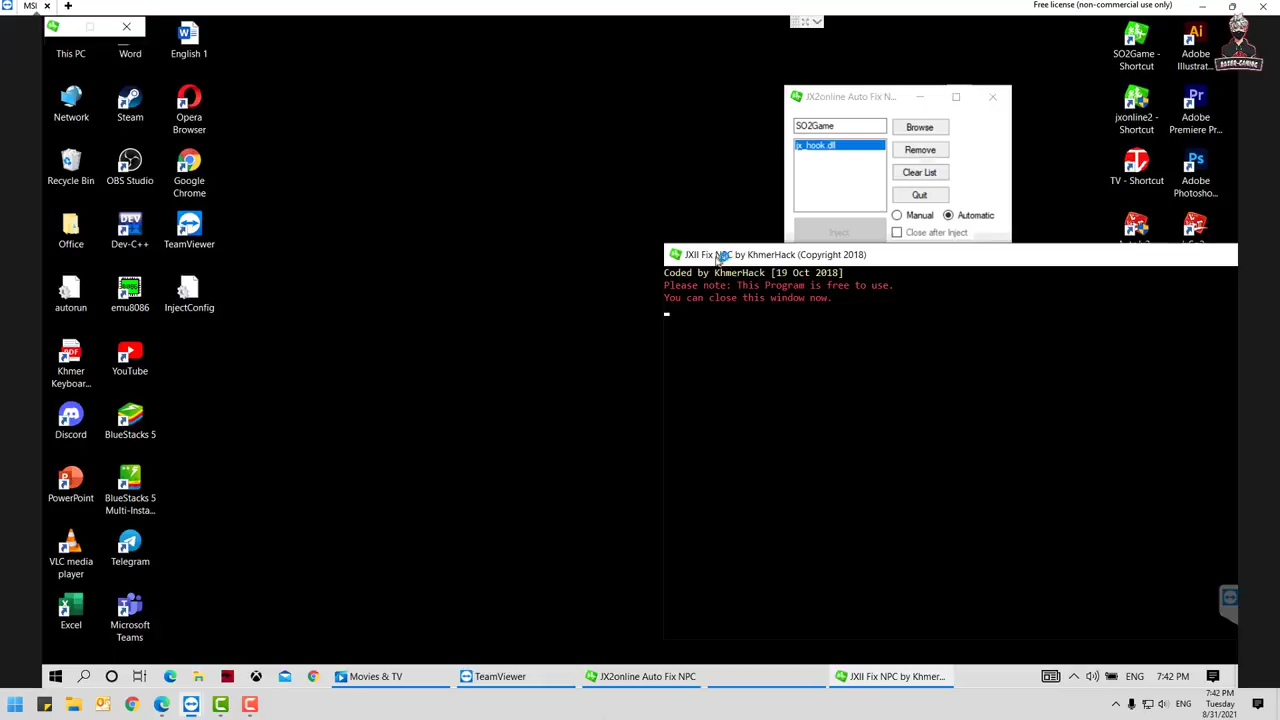 MSI
Free license (non-commercial use only)
This PC
Word
English 1
Network
Steam
Opera
Browser
Recycle Bin
OBS Studio
Google
Chrome
Office
Dev-C++
TeamViewer
autorun
emu8086
InjectConfig
Khmer
Keyboar...
YouTube
Discord
BlueStacks 5
PowerPoint
BlueStacks 5
Multi-Insta...
VLC media
player
Telegram
Excel
Microsoft
Teams
SO2Game -
Shortcut
Adobe
Illustrat...
jxonline2 -
Shortcut
Adobe
Premiere Pr...
TV - Shortcut
Adobe
Photosho...
JX2online Auto Fix N...
SO2Game
Browse
jx_hook.dll
Remove
Clear List
Quit
Manual
Automatic
Inject
Close after Inject
JXII Fix NPC by KhmerHack (Copyright 2018)
Coded by KhmerHack [19 Oct 2018]
Please note: This Program is free to use.
You can close this window now.
Movies & TV
TeamViewer
JX2online Auto Fix NPC
JXII Fix NPC by Khmer...
ENG
7:42 PM
ENG
7:42 PM
Tuesday
8/31/2021